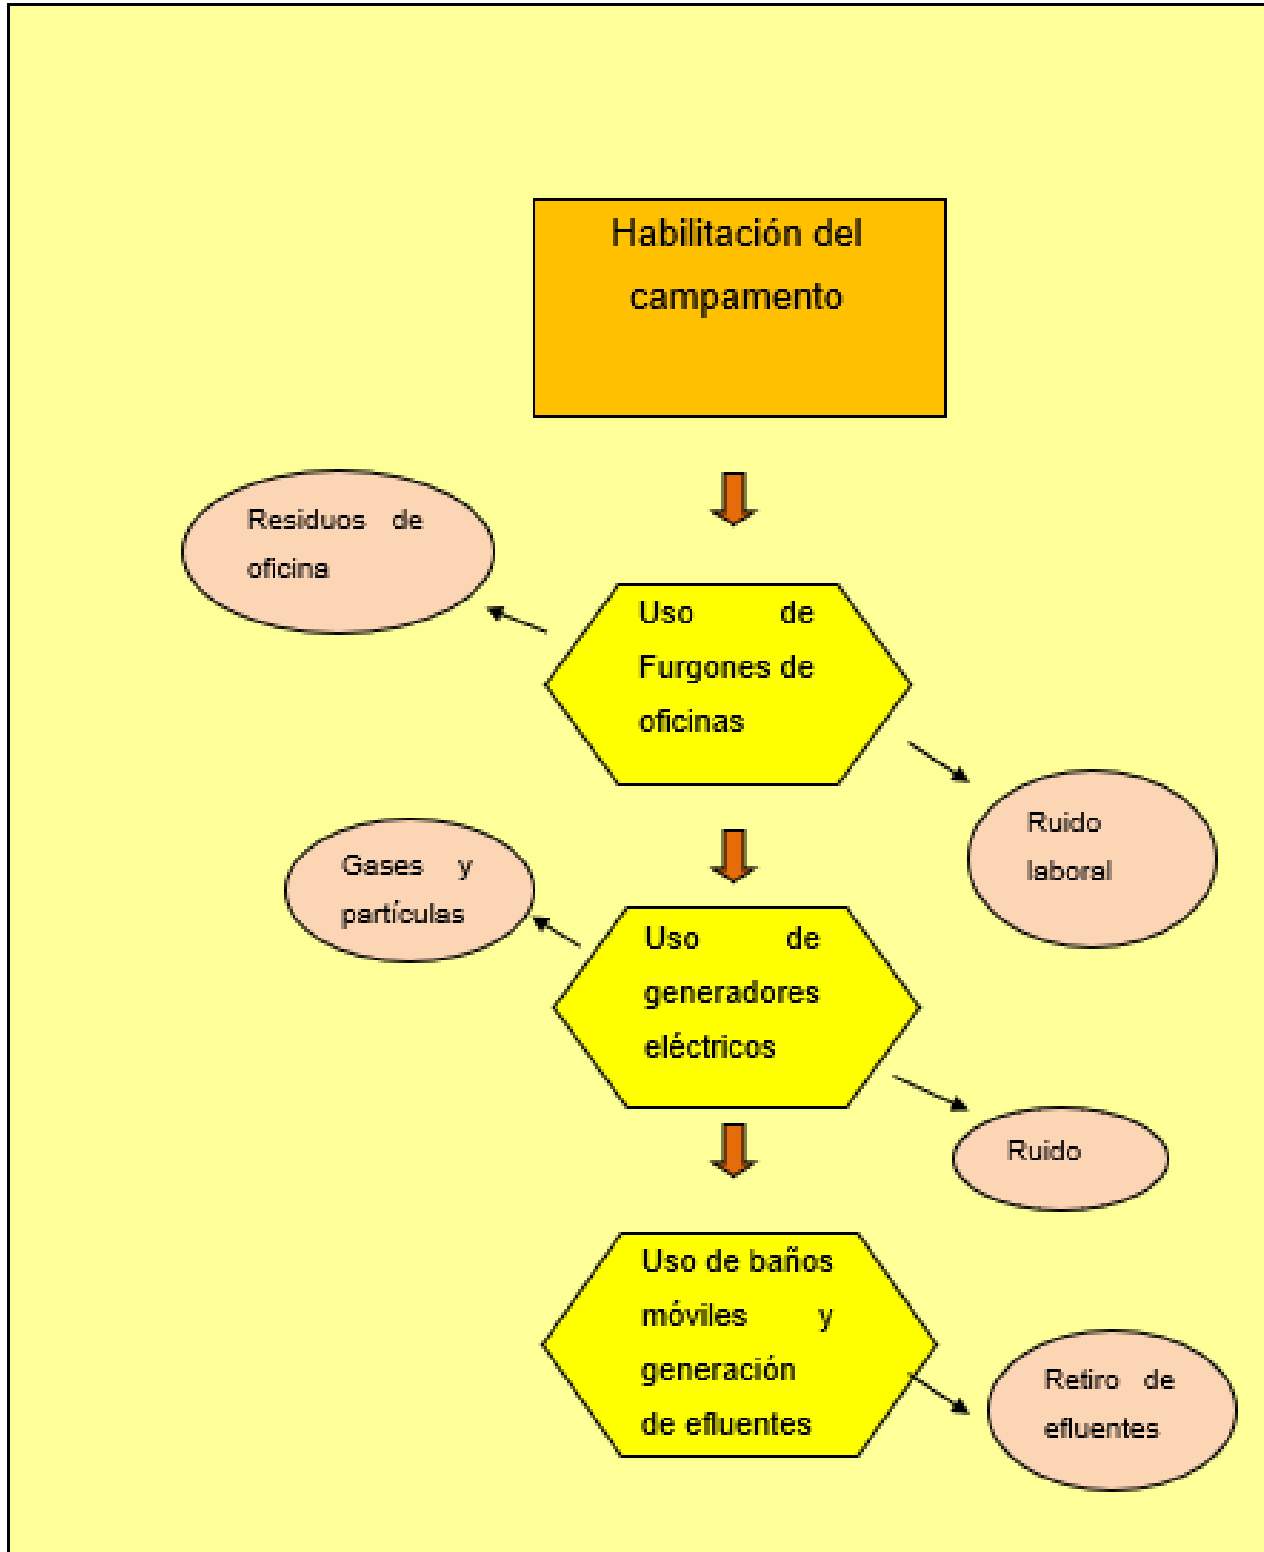 Habilitación del
campamento
Residuos de
oficina
Uso de
Furgones de
oficinas
Ruido
laboral
Gases y
partículas
Uso de
generadores
eléctricos
Ruido
Uso de baños
móviles y
generación
de efluentes
Retiro de
efluentes